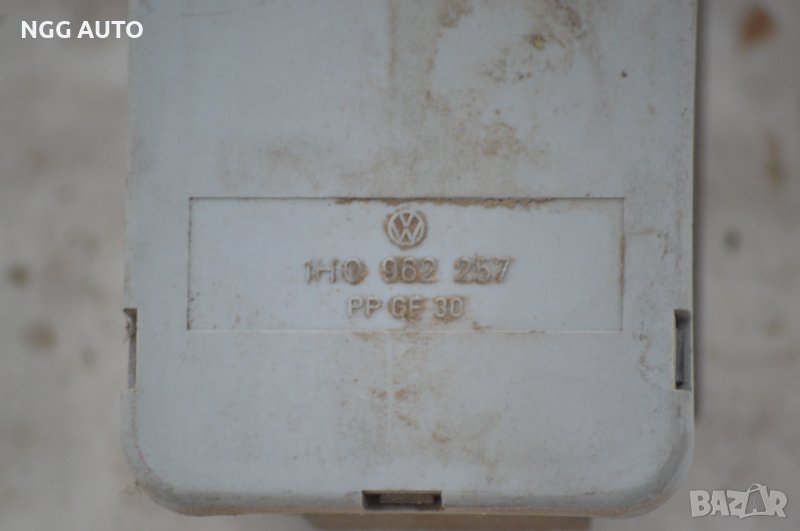 NGG AUTO
1H0 962 257
PP GF 30
BAZAR